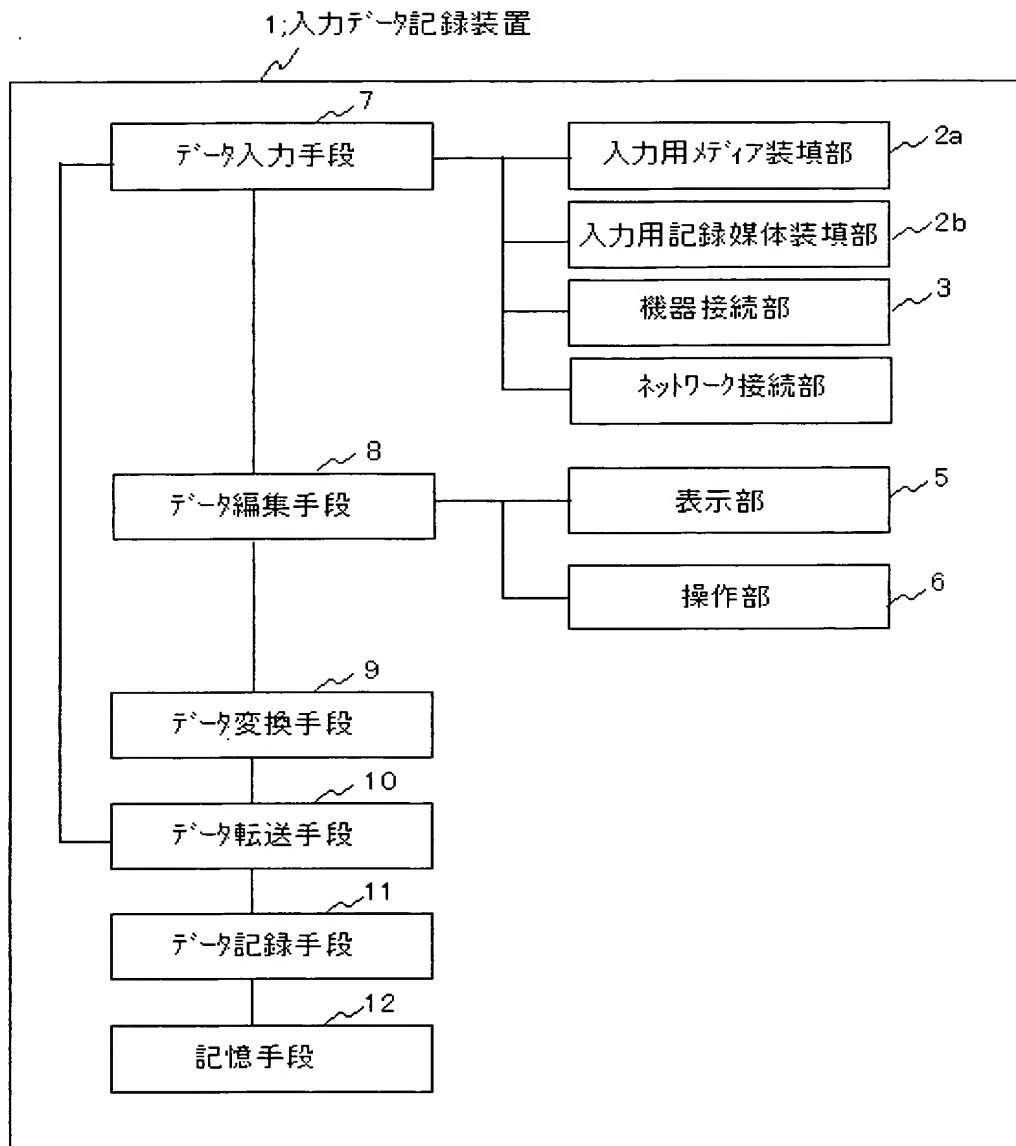 1;入力データ記録装置
7
データ入力手段
入力用メディア装填部
2a
入力用記録媒体装填部
2b
機器接続部
3
ネットワーク接続部
8
データ編集手段
表示部
5
操作部
6
9
データ変換手段
10
データ転送手段
11
データ記録手段
12
記憶手段